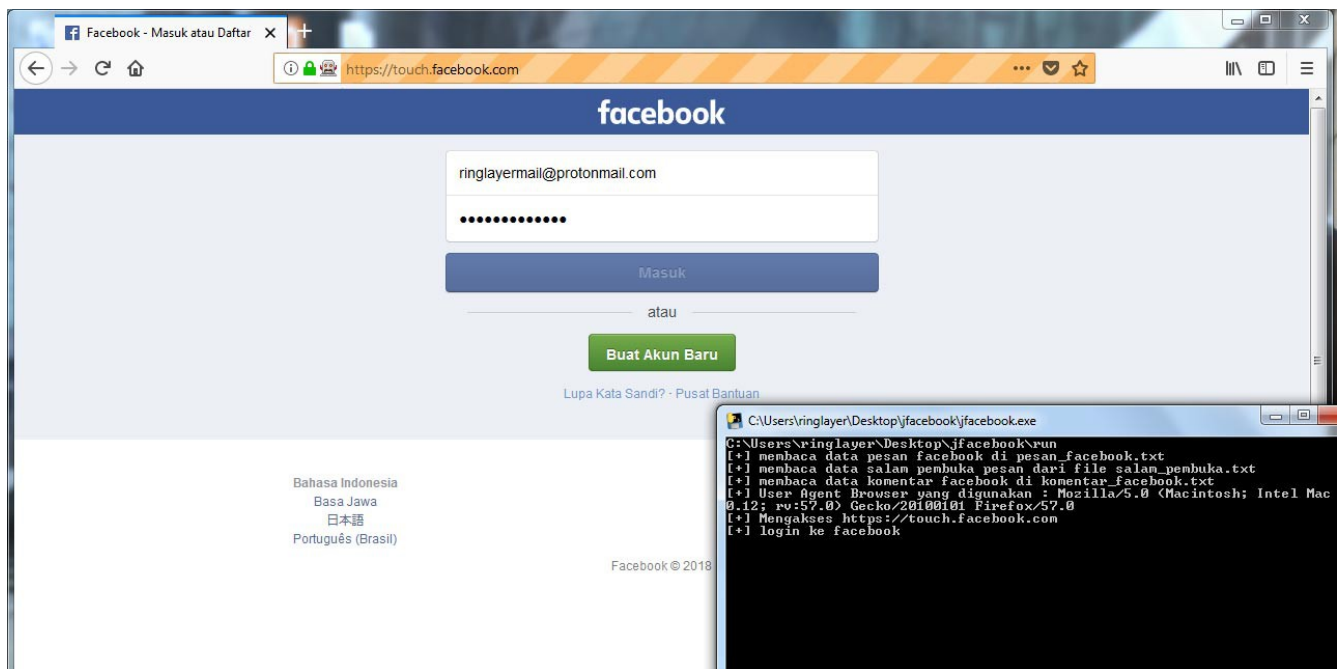 Facebook - Masuk atau Daftar
https://touch.facebook.com
facebook
ringlayermail@protonmail.com
Masuk
atau
Buat Akun Baru
Lupa Kata Sandi? · Pusat Bantuan
Bahasa Indonesia
Basa Jawa
日本語
Português (Brasil)
Facebook © 2018
C:\Users\ringlayer\Desktop\jfacebook\jfacebook.exe
C:\Users\ringlayer\Desktop\jfacebook\run
[+] membaca data pesan facebook di pesan_facebook.txt
[+] membaca data salam pembuka pesan dari file salam_pembuka.txt
[+] membaca data komentar facebook di komentar_facebook.txt
[+] User Agent Browser yang digunakan : Mozilla/5.0 (Macintosh; Intel Mac
0.12; rv:57.0) Gecko/20100101 Firefox/57.0
[+] Mengakses https://touch.facebook.com
[+] login ke facebook